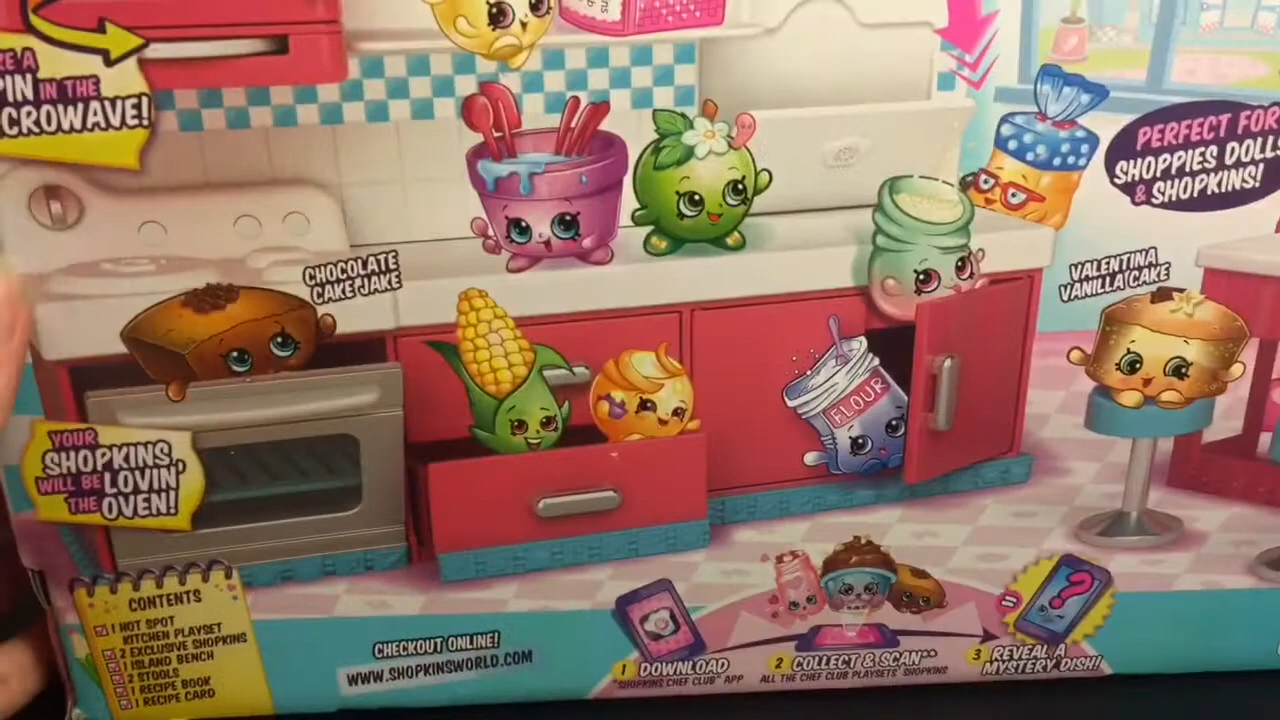 IN THE
PERFECT FOR
SHOPPIES DOLLS
& SHOPKINS!
CHOCOLATE
CAKE JAKE
VALENTINA
VANILLA CAKE
FLOUR
YOUR
SHOPKINS
WILL BE LOVIN'
THE OVEN!
CONTENTS
1 HOT SPOT
KITCHEN PLAYSET
2 EXCLUSIVE SHOPKINS
1 ISLAND BENCH
2 STOOLS
1 RECIPE BOOK
1 RECIPE CARD
CHECKOUT ONLINE!
WWW.SHOPKINSWORLD.COM
1 DOWNLOAD
"SHOPKINS CHEF CLUB" APP
2 COLLECT & SCAN**
ALL THE CHEF CLUB PLAYSETS' SHOPKINS
=
?
3 REVEAL A
MYSTERY DISH!